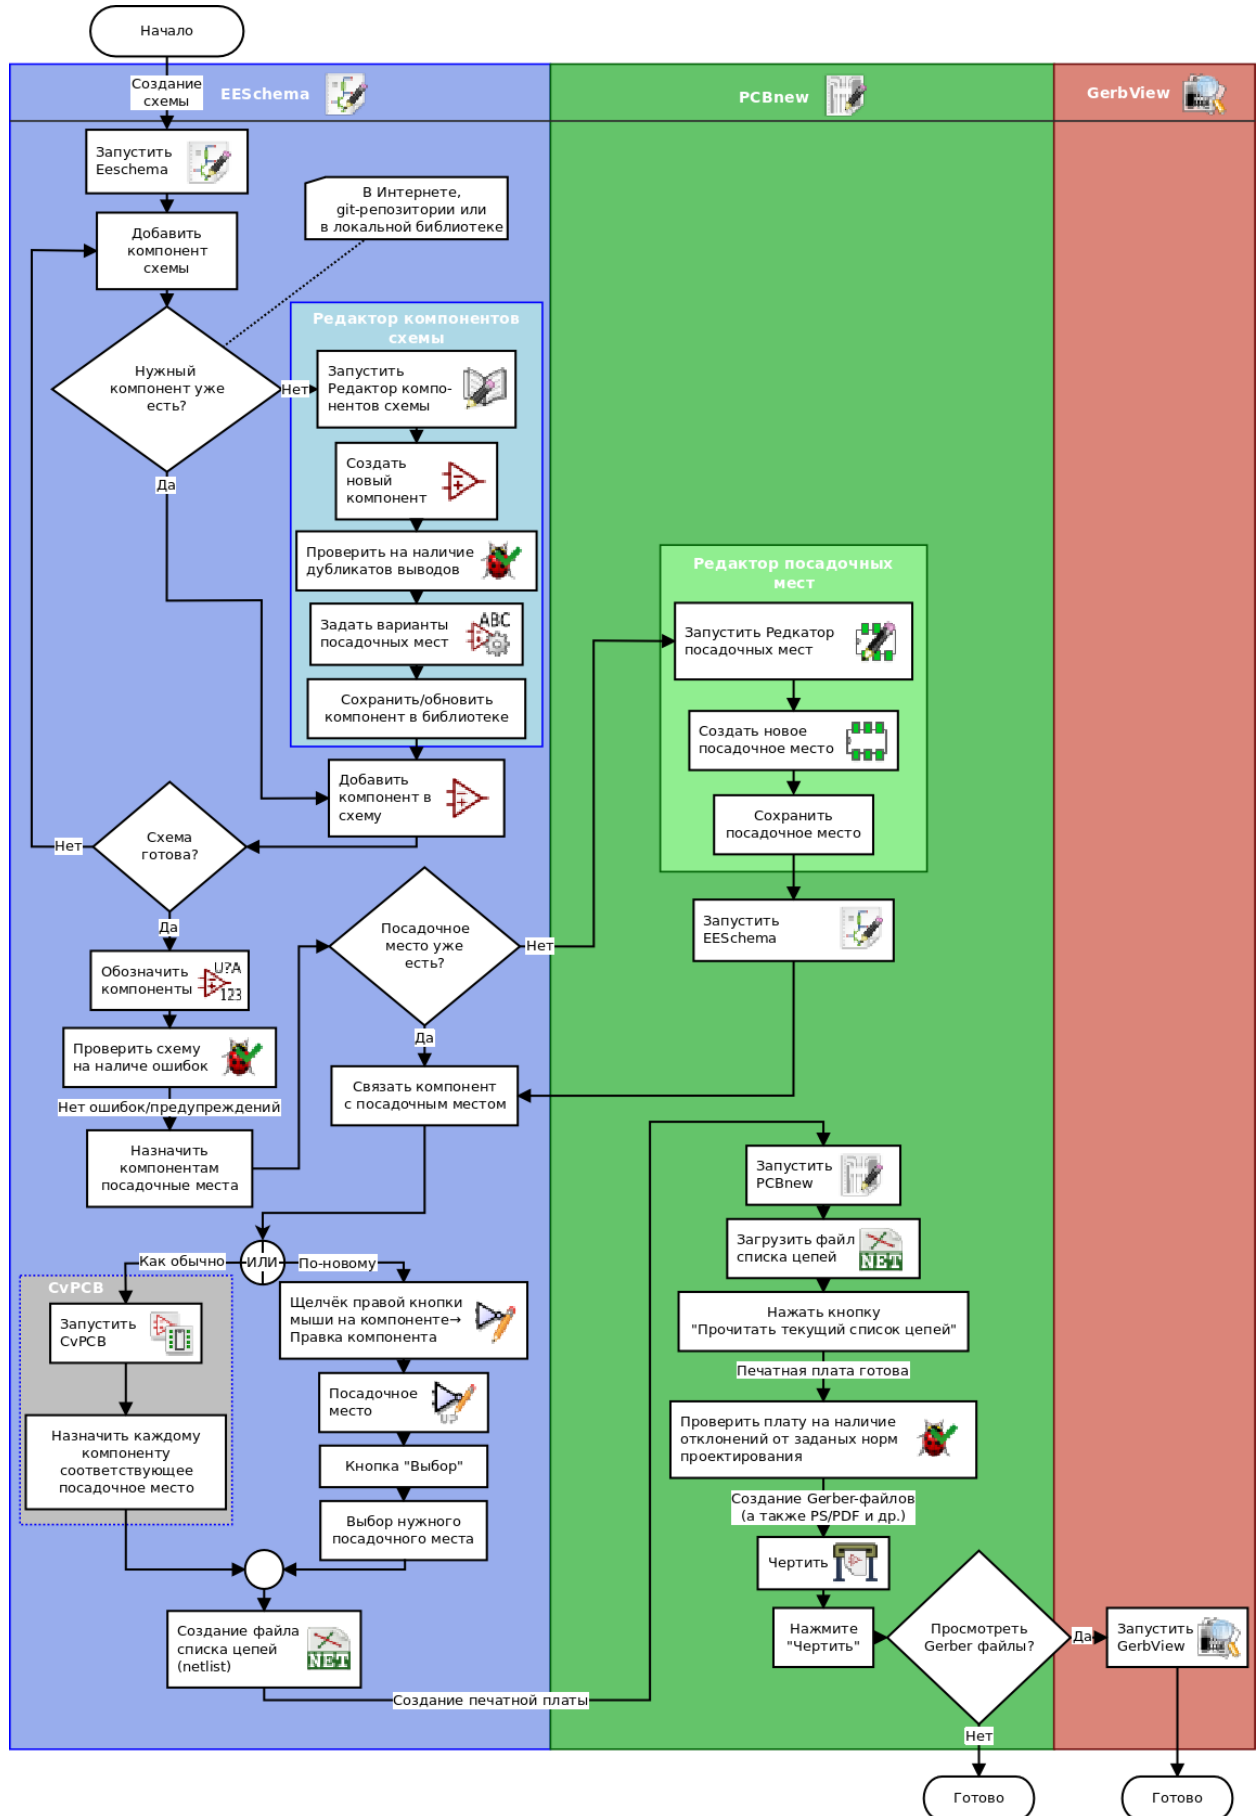 Начало
Создание
схемы
EESchema
PCBnew
GerbView
Запустить
Eeschema
В Интернете,
git-репозитории или
в локальной библиотеке
Добавить
компонент
схемы
Редактор компонентов
схемы
Нужный
компонент уже
есть?
Нет
Запустить
Редактор компо-
нентов схемы
Да
Создать
новый
компонент
Проверить на наличие
дубликатов выводов
Задать варианты
посадочных мест
ABC
Сохранить/обновить
компонент в библиотеке
Добавить
компонент в
схему
Схема
готова?
Нет
Да
Редактор посадочных
мест
Запустить Редкатор
посадочных мест
Создать новое
посадочное место
Сохранить
посадочное место
Запустить
EESchema
Посадочное
место уже
есть?
Нет
Да
Обозначить
компоненты
U?A
123
Проверить схему
на наличе ошибок
Нет ошибок/предупреждений
Назначить
компонентам
посадочные места
Связать компонент
с посадочным местом
ИЛИ
Как обычно
По-новому
CvPCB
Запустить
CvPCB
Назначить каждому
компоненту
соответствующее
посадочное место
Щелчёк правой кнопки
мыши на компоненте→
Правка компонента
Посадочное
место
Кнопка "Выбор"
Выбор нужного
посадочного места
Создание файла
списка цепей
(netlist)
NET
Создание печатной платы
Запустить
PCBnew
Загрузить файл
списка цепей
NET
Нажать кнопку
"Прочитать текущий список цепей"
Печатная плата готова
Проверить плату на наличие
отклонений от заданых норм
проектирования
Создание Gerber-файлов
(а также PS/PDF и др.)
Чертить
Нажмите
"Чертить"
Просмотреть
Gerber файлы?
Да
Запустить
GerbView
Нет
Готово
Готово